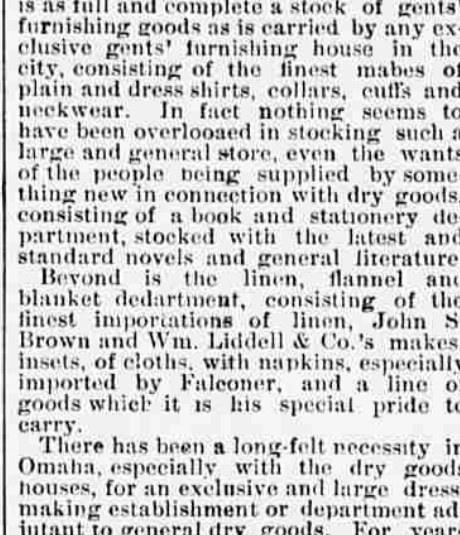 is as full and complete a stock of gents'
furnishing goods as is carried by any ex-
clusive gents' furnishing house in the
city, consisting of the finest mabes of
plain and dress shirts, collars, cuffs and
neckwear. In fact nothing seems to
have been overlooaed in stocking such a
large and general store, even the wants
of the people being supplied by some-
thing new in connection with dry goods,
consisting of a book and stationery de-
partment, stocked with the latest and
standard novels and general literature.
Beyond is the linen, flannel and
blanket dedartment, consisting of the
finest importations of linen, John S.
Brown and Wm. Liddell & Co.'s makes,
insets, of cloths, with napkins, especially
imported by Falconer, and a line of
goods which it is his special pride to
carry.
There has been a long-felt necessity in
Omaha, especially with the dry goods
houses, for an exclusive and large dress-
making establishment or department ad-
jutant to general dry goods. For years